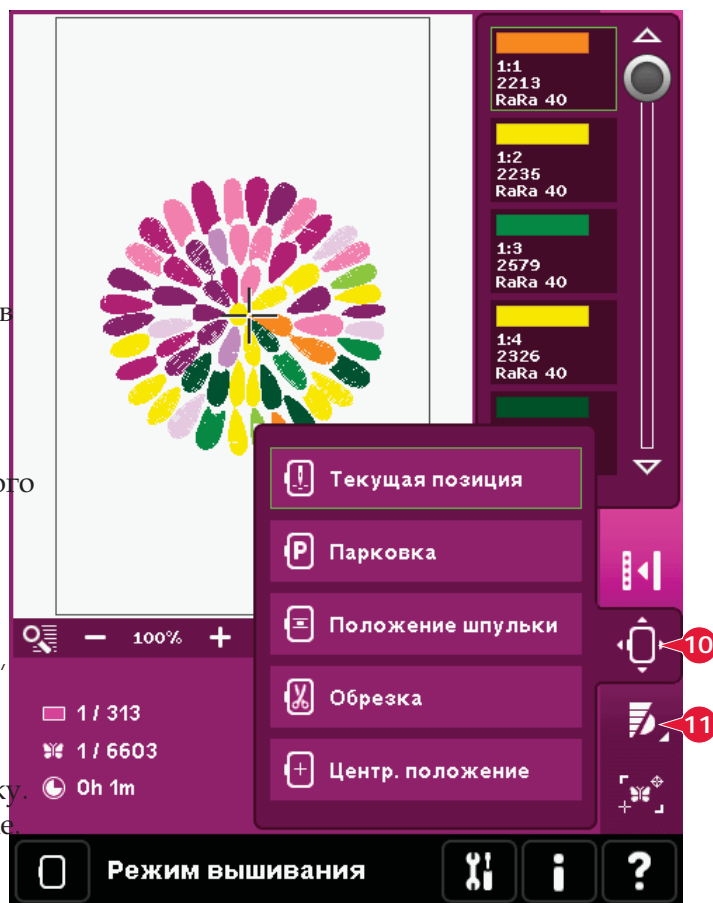 1:1
2213
RaRa 40
1:2
2235
RaRa 40
1:3
2579
RaRa 40
1:4
2326
RaRa 40
в
ого
Текущая позиция
Парковка
Положение шпульки
Обрезка
Центр. положение
− 100% +
,
1 / 313
1 / 6603
0h 1m
ку.
е.
10
11
P
Режим вышивания
i
?